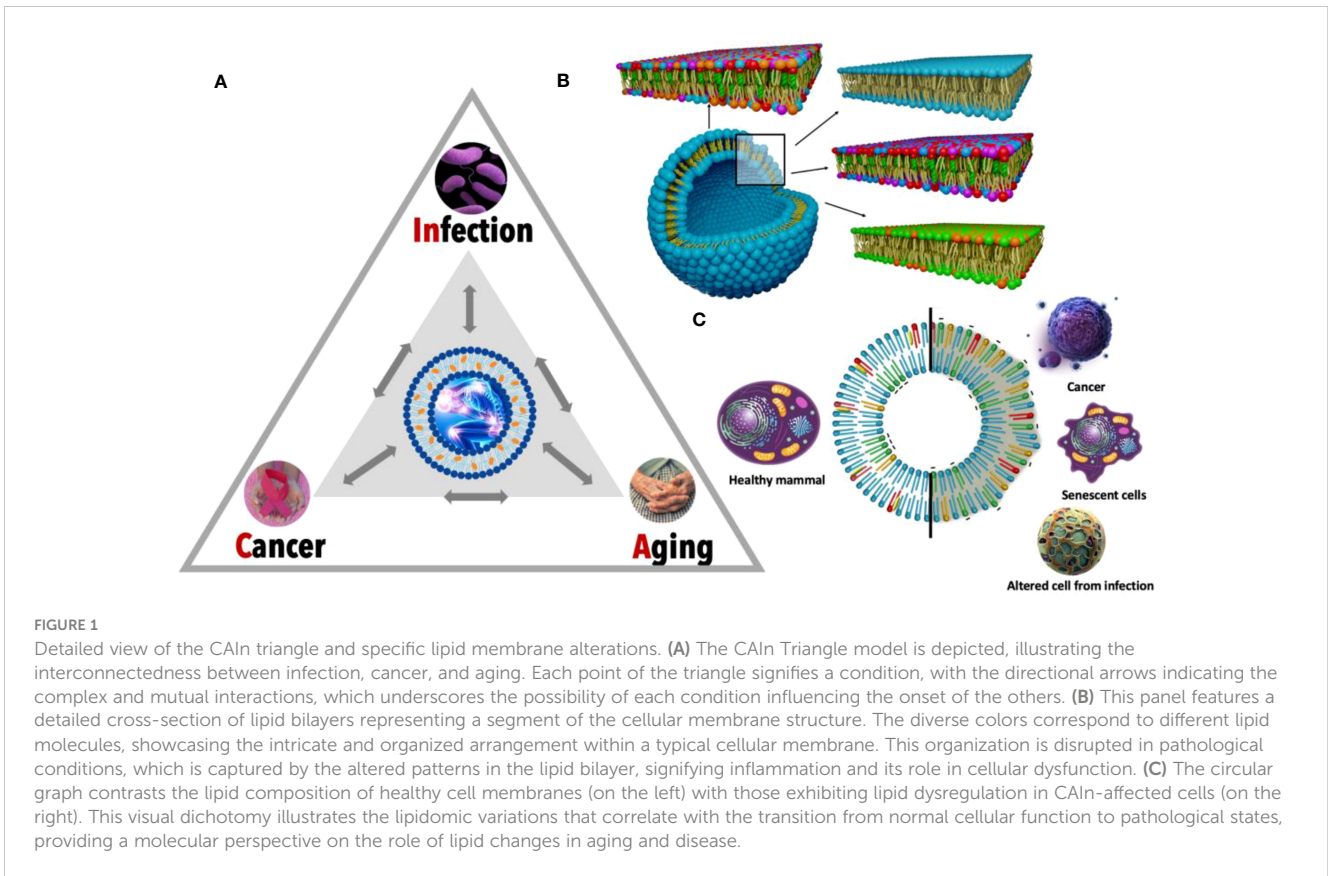 A
B
Infection
Cancer
Aging
C
Cancer
Healthy mammal
Senescent cells
Altered cell from infection
FIGURE 1
Detailed view of the CAIn triangle and specific lipid membrane alterations. (A) The CAIn Triangle model is depicted, illustrating the
interconnectedness between infection, cancer, and aging. Each point of the triangle signifies a condition, with the directional arrows indicating the
complex and mutual interactions, which underscores the possibility of each condition influencing the onset of the others. (B) This panel features a
detailed cross-section of lipid bilayers representing a segment of the cellular membrane structure. The diverse colors correspond to different lipid
molecules, showcasing the intricate and organized arrangement within a typical cellular membrane. This organization is disrupted in pathological
conditions, which is captured by the altered patterns in the lipid bilayer, signifying inflammation and its role in cellular dysfunction. (C) The circular
graph contrasts the lipid composition of healthy cell membranes (on the left) with those exhibiting lipid dysregulation in CAIn-affected cells (on the
right). This visual dichotomy illustrates the lipidomic variations that correlate with the transition from normal cellular function to pathological states,
providing a molecular perspective on the role of lipid changes in aging and disease.